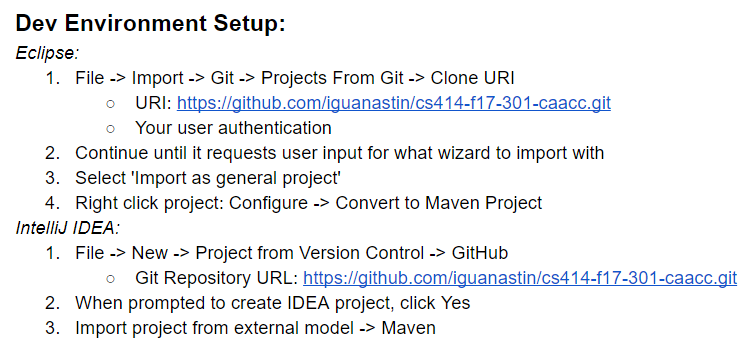 Dev Environment Setup:
Eclipse:
1. File -> Import -> Git -> Projects From Git -> Clone URI
○ URI: https://github.com/iguanastin/cs414-f17-301-caacc.git
○ Your user authentication
2. Continue until it requests user input for what wizard to import with
3. Select 'Import as general project'
4. Right click project: Configure -> Convert to Maven Project
IntelliJ IDEA:
1. File -> New -> Project from Version Control -> GitHub
○ Git Repository URL: https://github.com/iguanastin/cs414-f17-301-caacc.git
2. When prompted to create IDEA project, click Yes
3. Import project from external model -> Maven